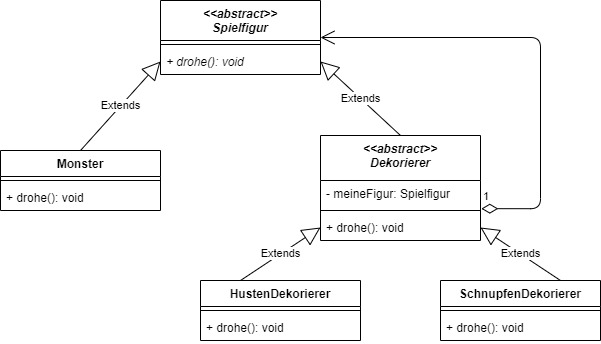 <<abstract>>
Spielfigur
+ drohe(): void
Extends
Extends
Monster
+ drohe(): void
<<abstract>>
Dekorierer
- meineFigur: Spielfigur
1
+ drohe(): void
Extends
Extends
HustenDekorierer
+ drohe(): void
SchnupfenDekorierer
+ drohe(): void